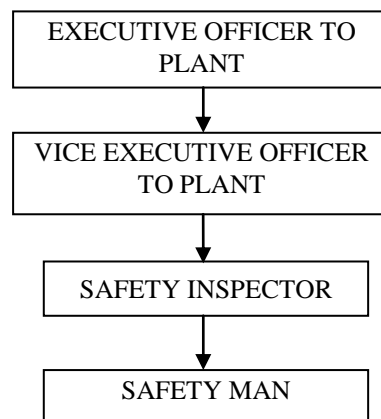 EXECUTIVE OFFICER TO
PLANT
VICE EXECUTIVE OFFICER
TO PLANT
SAFETY INSPECTOR
SAFETY MAN